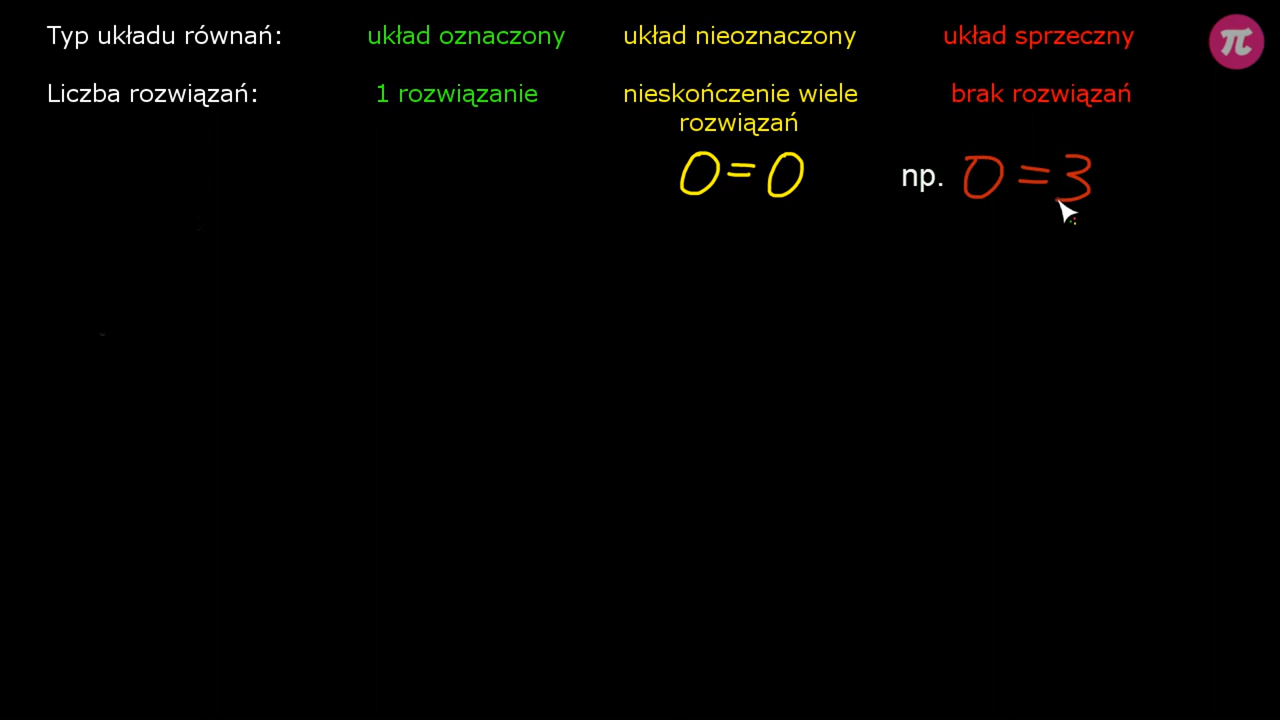 Typ układu równań: układ oznaczony układ nieoznaczony układ sprzeczny
Liczba rozwiązań: 1 rozwiązanie nieskończenie wiele brak rozwiązań
rozwiązań
0=0 np. 0=3
π